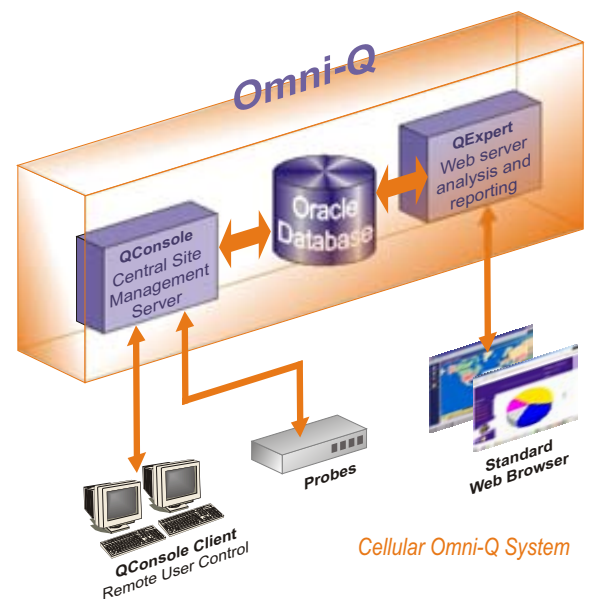 Omni-Q
QExpert
Web server
analysis and
reporting
Oracle
Database
QConsole
Central Site
Management
Server
Probes
Standard
Web Browser
QConsole Client
Remote User Control
Cellular Omni-Q System